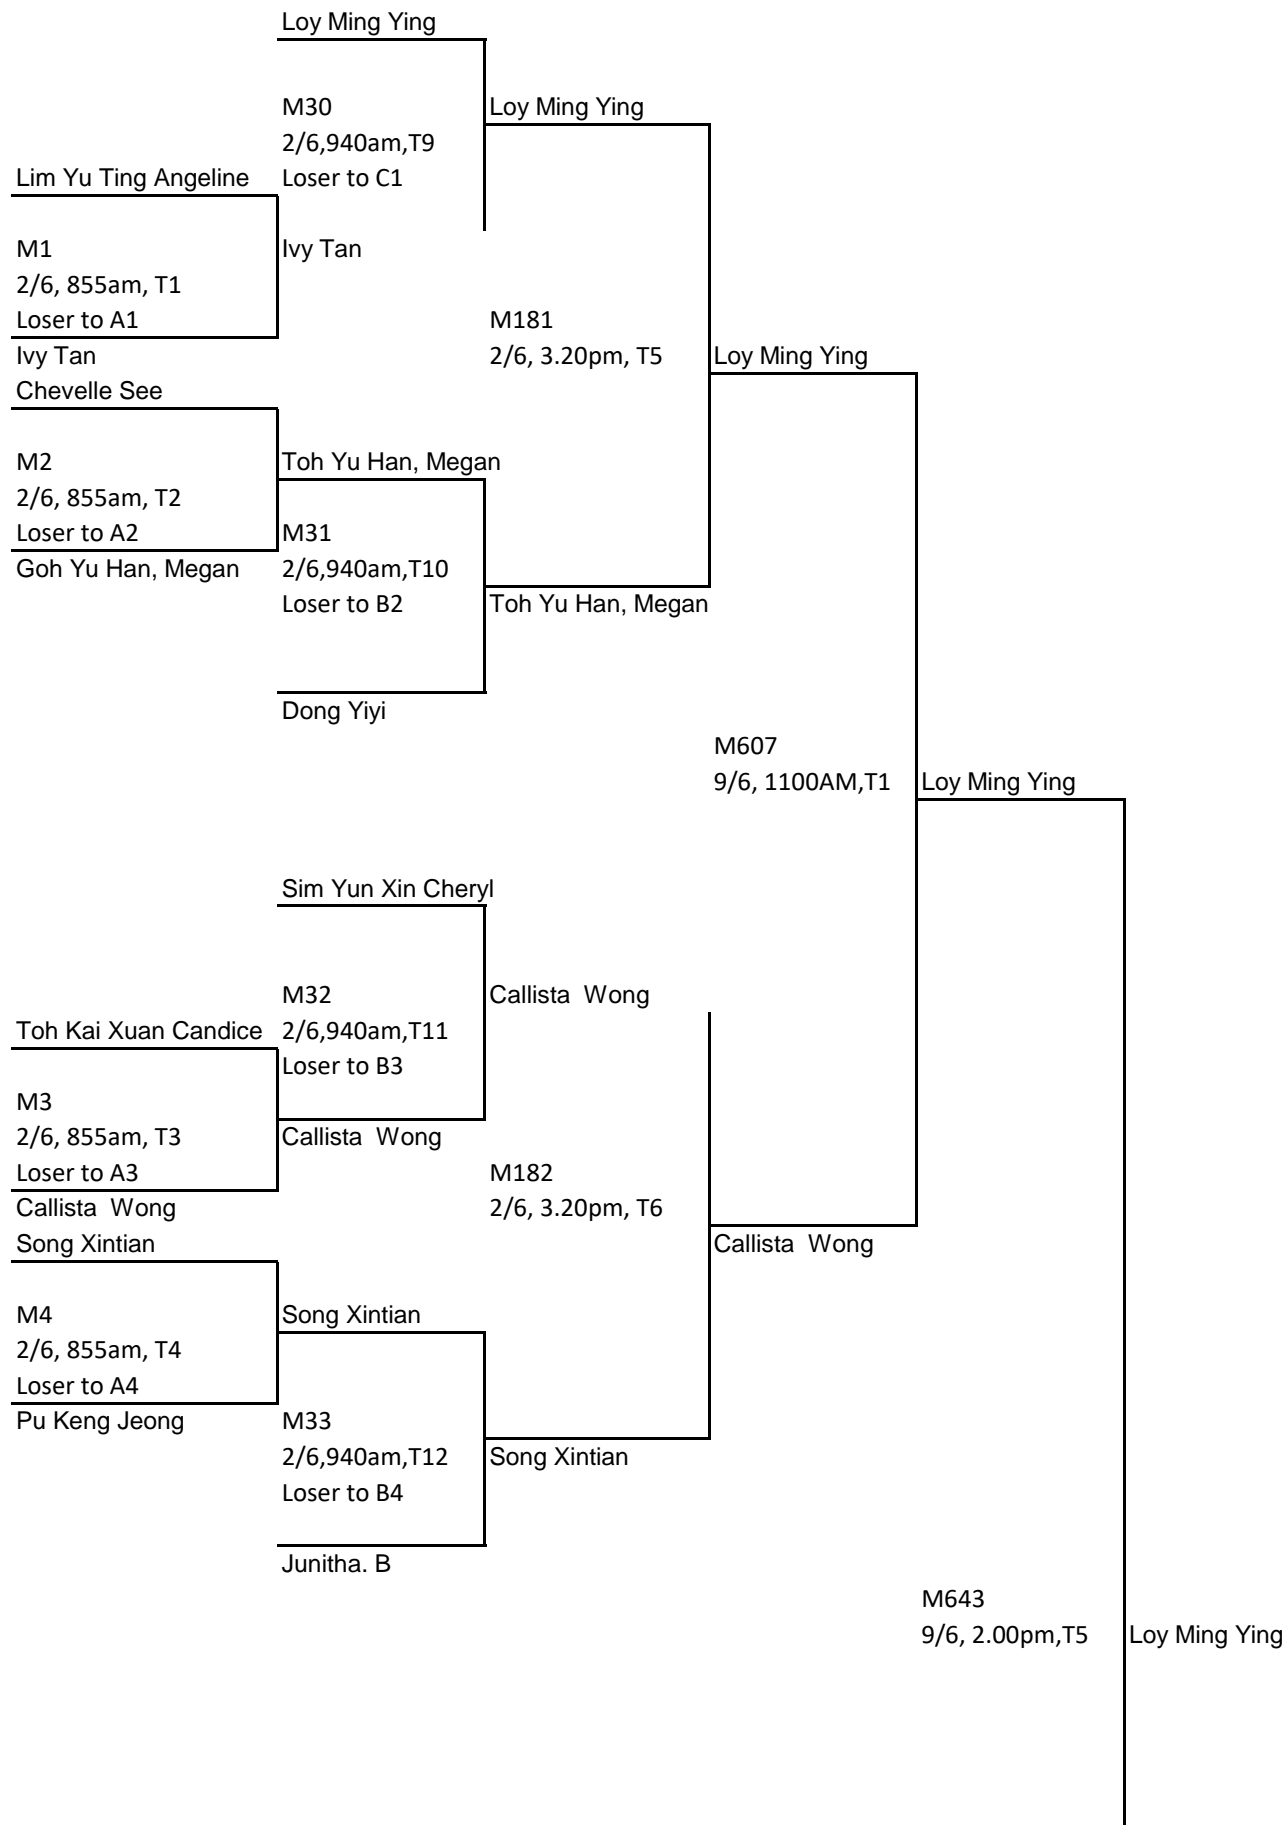 Loy Ming Ying
M30
2/6,940am,T9
Loser to C1
Loy Ming Ying
Lim Yu Ting Angeline
M1
2/6, 855am, T1
Loser to A1
Ivy Tan
Ivy Tan
M181
2/6, 3.20pm, T5
Loy Ming Ying
Chevelle See
M2
2/6, 855am, T2
Loser to A2
Goh Yu Han, Megan
Toh Yu Han, Megan
M31
2/6,940am,T10
Loser to B2
Toh Yu Han, Megan
Dong Yiyi
M607
9/6, 1100AM,T1
Loy Ming Ying
Sim Yun Xin Cheryl
M32
2/6,940am,T11
Loser to B3
Callista  Wong
Toh Kai Xuan Candice
M3
2/6, 855am, T3
Loser to A3
Callista  Wong
Callista  Wong
M182
2/6, 3.20pm, T6
Callista  Wong
Song Xintian
M4
2/6, 855am, T4
Loser to A4
Pu Keng Jeong
Song Xintian
M33
2/6,940am,T12
Loser to B4
Song Xintian
Junitha. B
M643
9/6, 2.00pm,T5
Loy Ming Ying